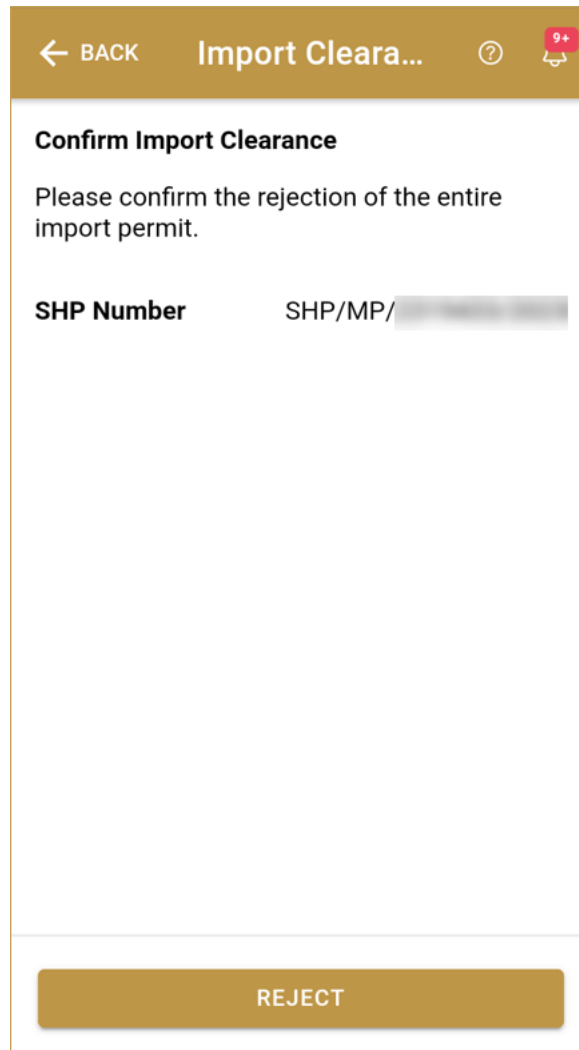 BACK Import Cleara...
9+
Confirm Import Clearance
Please confirm the rejection of the entire
import permit.
SHP Number SHP/MP/
REJECT